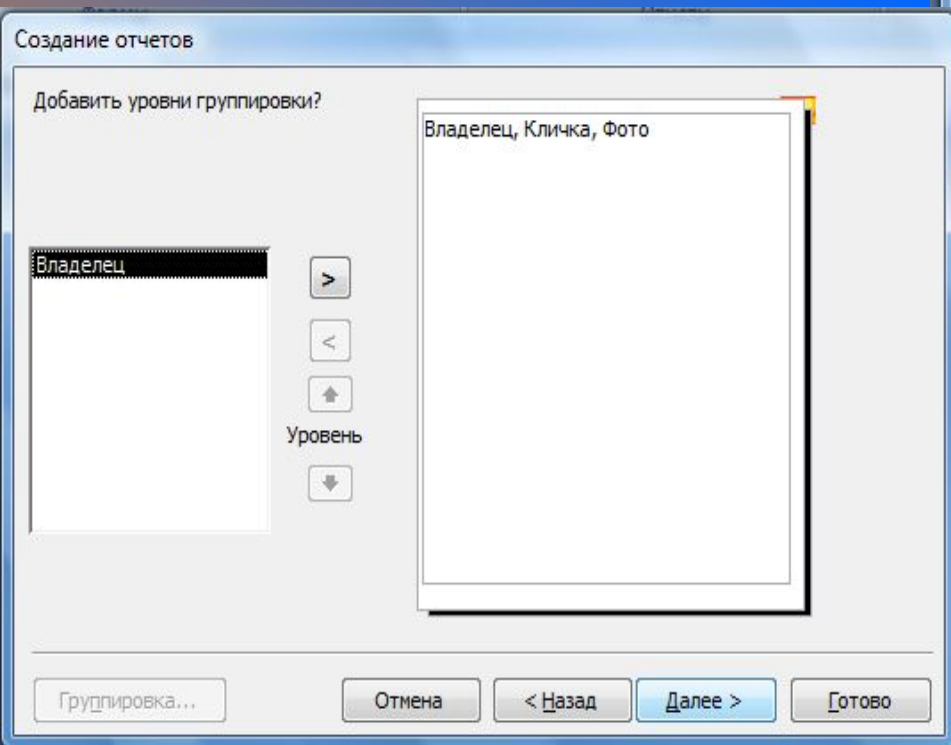 Создание отчетов
Добавить уровни группировки?
Владелец, Кличка, Фото
Владелец
>
<
Уровень
Группировка...
Отмена
< Назад
Далее >
Готово